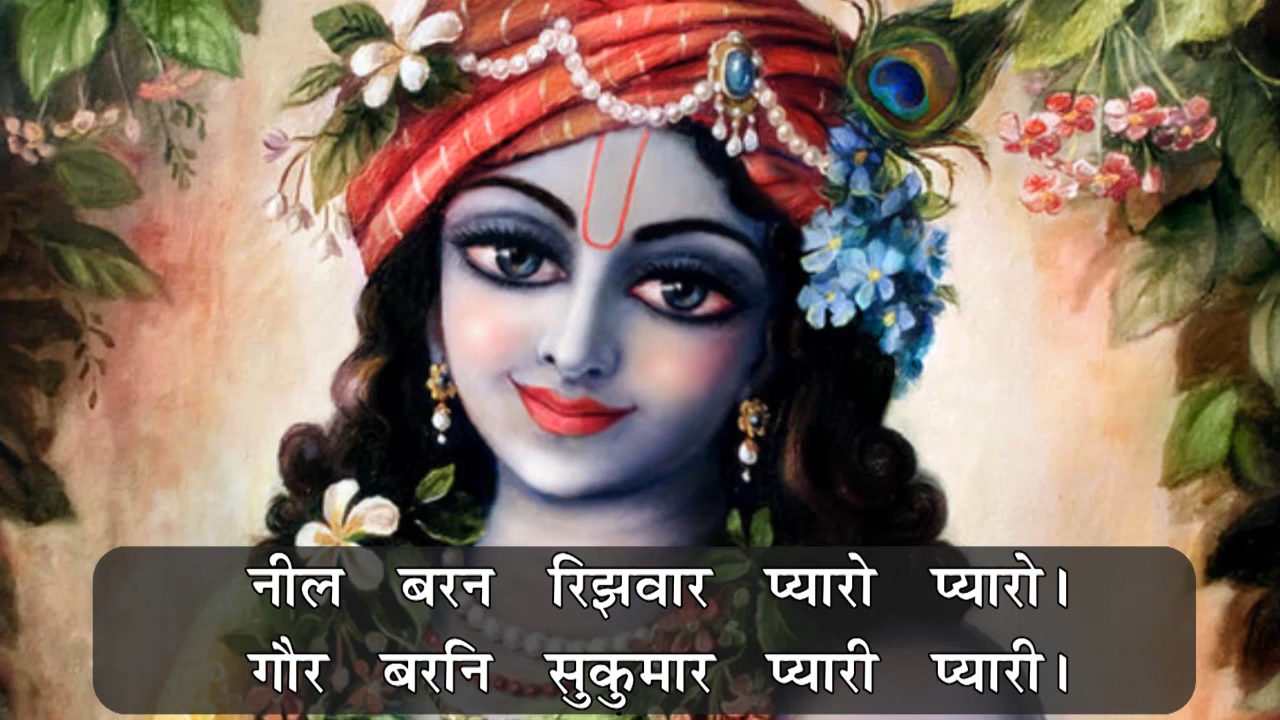 नील बरन रिझवार प्यारो प्यारो।
गौर बरनि सुकुमार प्यारी प्यारी।